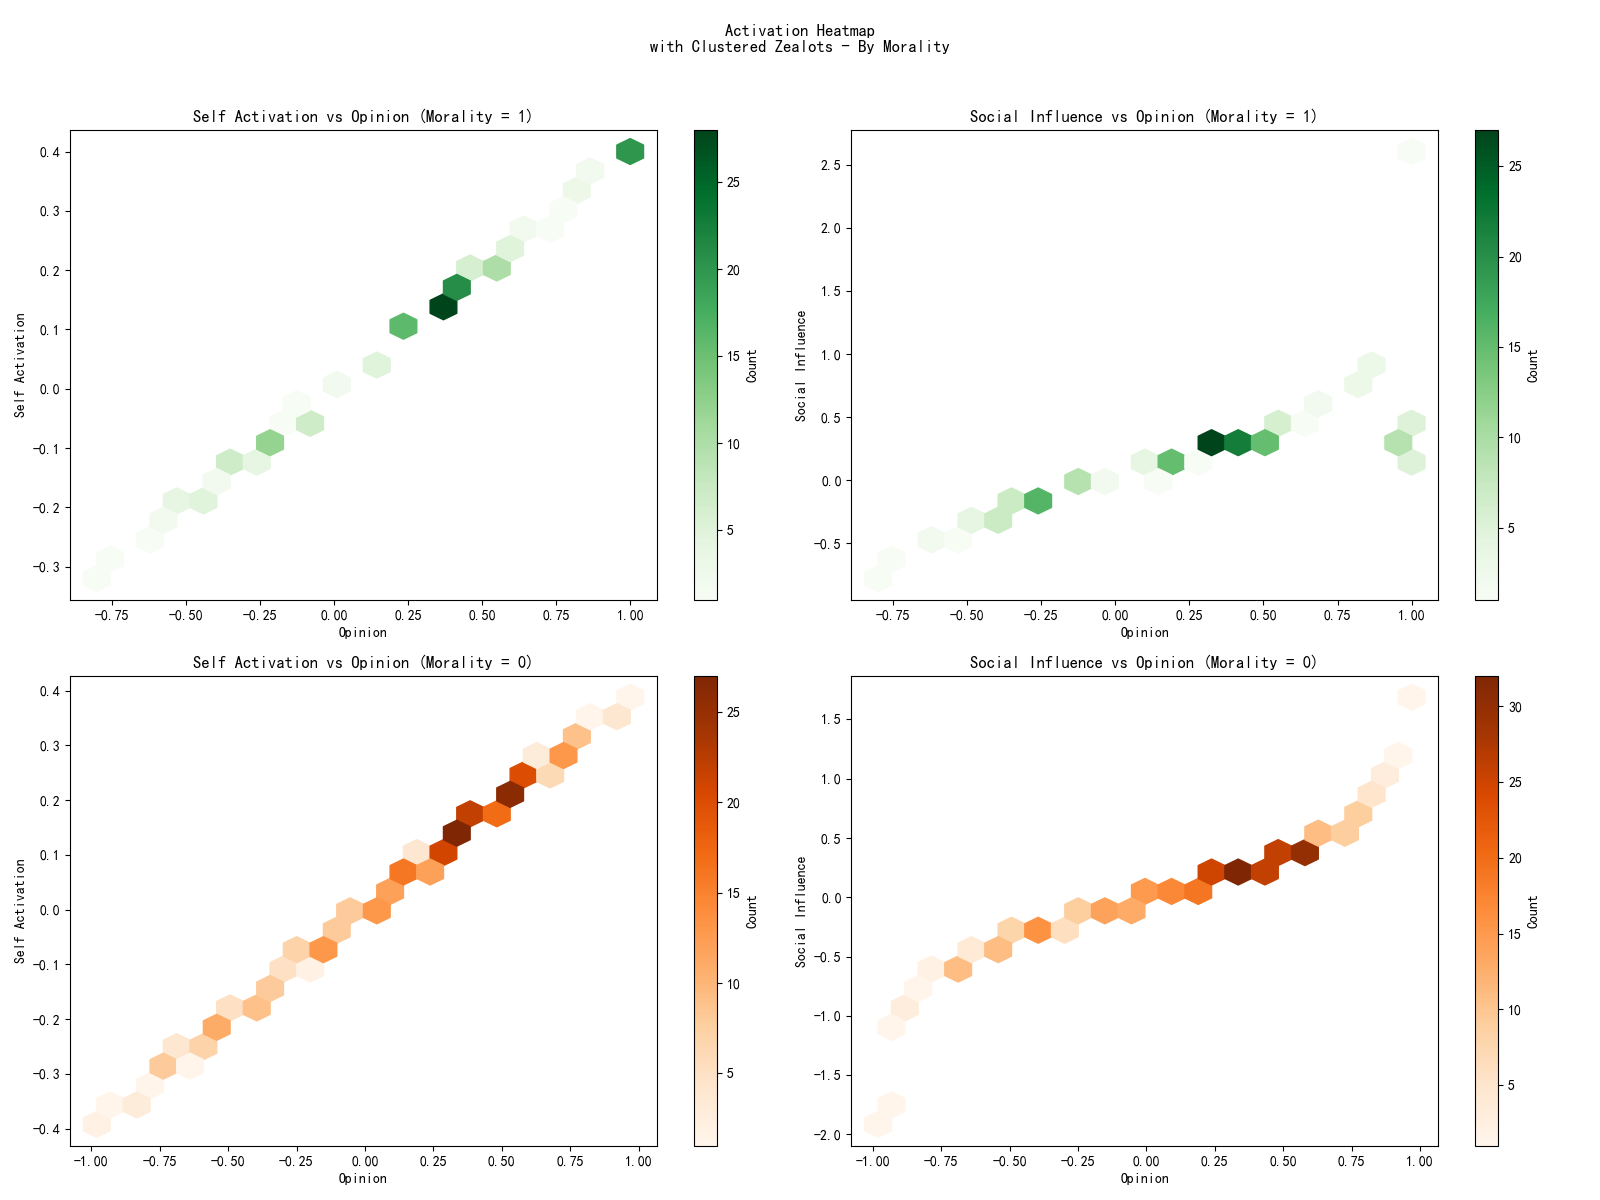 Activation Heatmap
with Clustered Zealots - By Morality
Self Activation vs Opinion (Morality = 1)
0.4
0.3
0.2
0.1
0.0
-0.1
-0.2
-0.3
Self Activation
-0.75 -0.50 -0.25 0.00 0.25 0.50 0.75 1.00
Opinion
25
20
15
10
5
Count
Social Influence vs Opinion (Morality = 1)
2.5
2.0
1.5
1.0
0.5
0.0
-0.5
Social Influence
-0.75 -0.50 -0.25 0.00 0.25 0.50 0.75 1.00
Opinion
25
20
15
10
5
Count
Self Activation vs Opinion (Morality = 0)
0.4
0.3
0.2
0.1
0.0
-0.1
-0.2
-0.3
-0.4
Self Activation
-1.00 -0.75 -0.50 -0.25 0.00 0.25 0.50 0.75 1.00
Opinion
25
20
15
10
5
Count
Social Influence vs Opinion (Morality = 0)
1.5
1.0
0.5
0.0
-0.5
-1.0
-1.5
-2.0
Social Influence
-1.00 -0.75 -0.50 -0.25 0.00 0.25 0.50 0.75 1.00
Opinion
30
25
20
15
10
5
Count